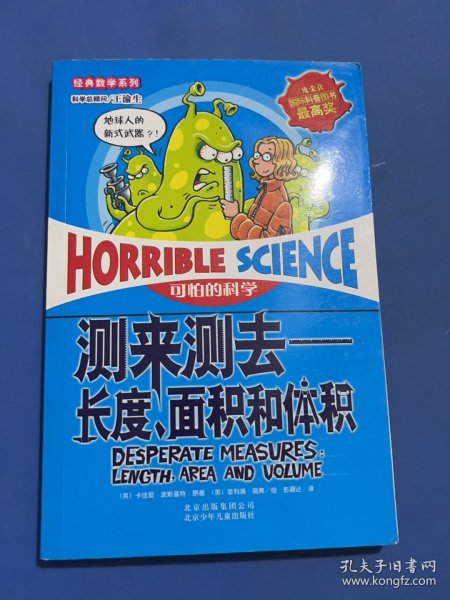 经典数学系列
科学总顾问/王渝生
二度荣获
国际科普图书
最高奖
地球人的
新式武器?!
HORRIBLE SCIENCE
可怕的科学
测来测去——
长度、面积和体积
DESPERATE MEASURES:
LENGTH, AREA AND VOLUME
(英)卡佳坦·波斯基特/原著 (英)菲利浦·瑞弗/绘 彭薇达/译
北京出版集团公司
北京少年儿童出版社
孔夫子旧书网
www.kongfz.com